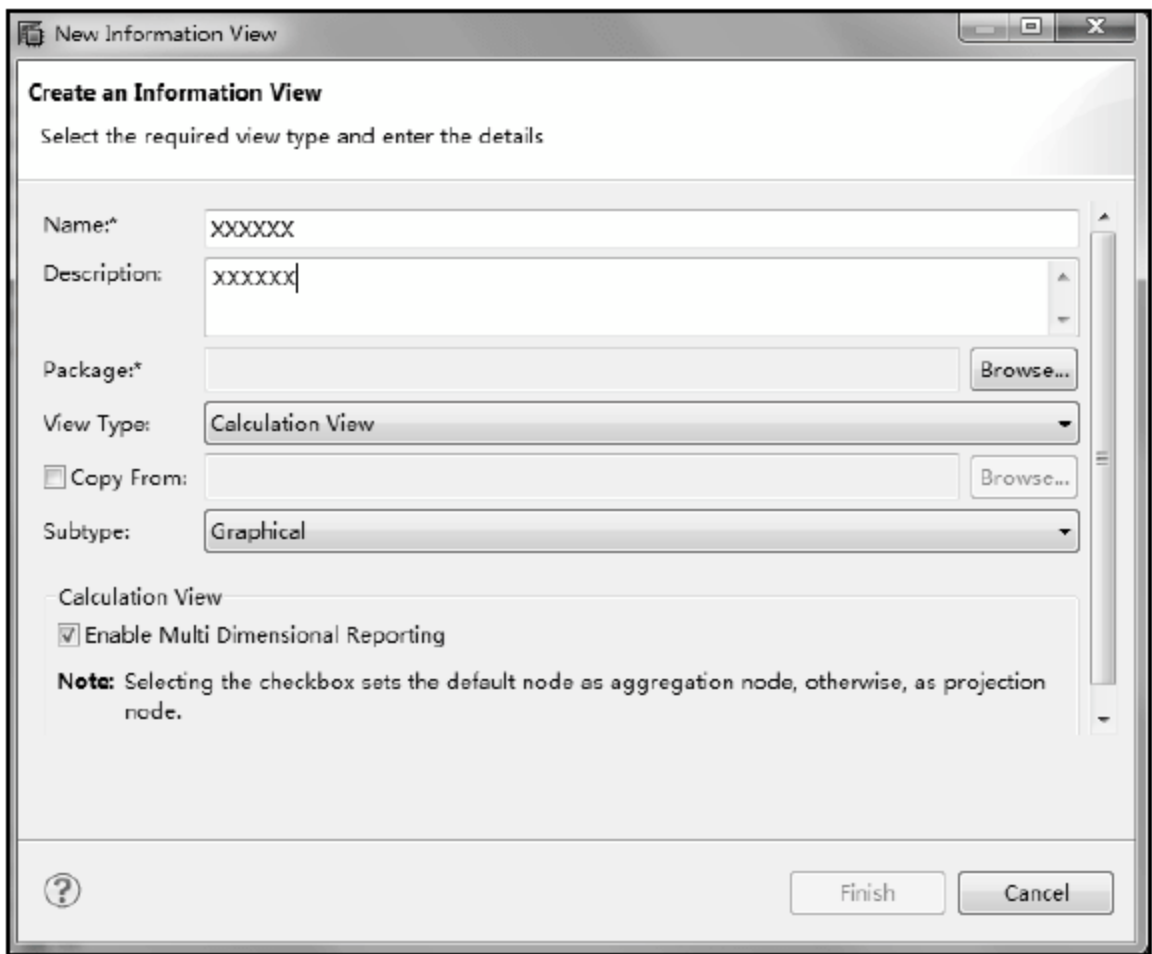 New Information View
Create an Information View
Select the required view type and enter the details
Name:* XXXXXX
Description: XXXXXX
Package:* Browse...
View Type: Calculation View
Copy From: Browse...
Subtype: Graphical
Calculation View
Enable Multi Dimensional Reporting
Note: Selecting the checkbox sets the default node as aggregation node, otherwise, as projection
node.
Finish Cancel